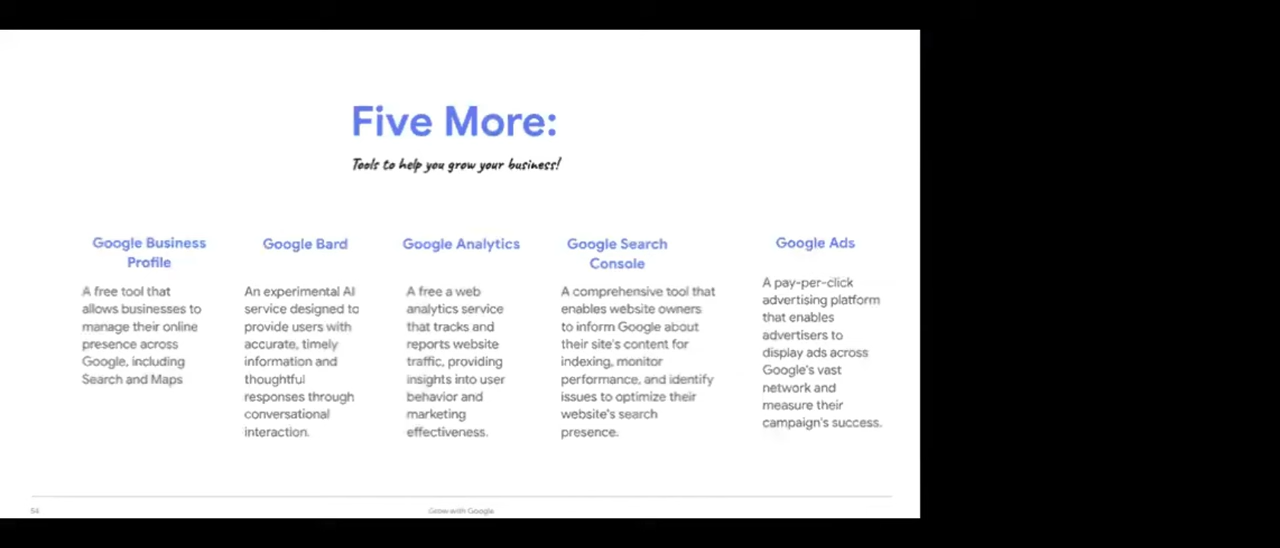 Five More:
Tools to help you grow your business!
Google Business
Profile
A free tool that
allows businesses to
manage their online
presence across
Google, including
Search and Maps
Google Bard
An experimental AI
service designed to
provide users with
accurate, timely
information and
thoughtful
responses through
conversational
interaction.
Google Analytics
A free a web
analytics service
that tracks and
reports website
traffic, providing
insights into user
behavior and
marketing
effectiveness.
Google Search
Console
A comprehensive tool that
enables website owners
to inform Google about
their site's content for
indexing, monitor
performance, and identify
issues to optimize their
website's search
presence.
Google Ads
A pay-per-click
advertising platform
that enables
advertisers to
display ads across
Google's vast
network and
measure their
campaign's success.
54
Grow with Google